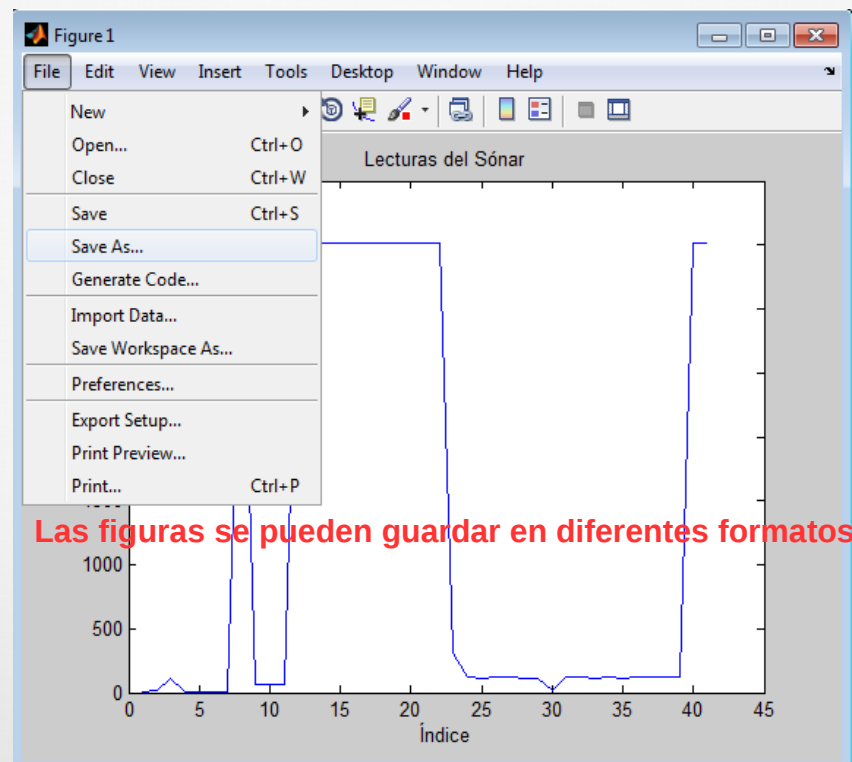 Figure 1
File Edit View Insert Tools Desktop Window Help
New
Open... Ctrl+O
Close Ctrl+W
Save Ctrl+S
Save As...
Generate Code...
Import Data...
Save Workspace As...
Preferences...
Export Setup...
Print Preview...
Print... Ctrl+P
Lecturas del Sónar
Las figuras se pueden guardar en diferentes formatos
1000
500
0
0 5 10 15 20 25 30 35 40 45
Índice